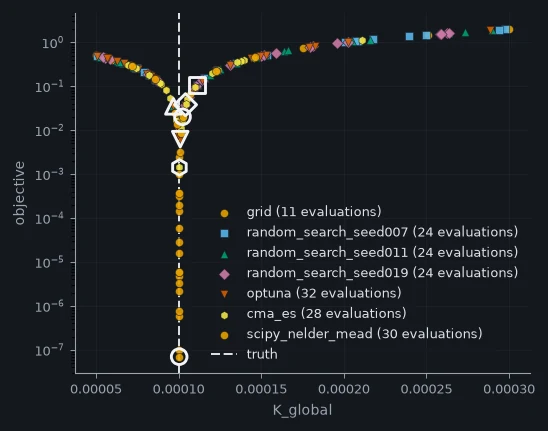 10⁰
10⁻¹
10⁻²
10⁻³
10⁻⁴
10⁻⁵
10⁻⁶
10⁻⁷
objective
grid (11 evaluations)
random_search_seed007 (24 evaluations)
random_search_seed011 (24 evaluations)
random_search_seed019 (24 evaluations)
optuna (32 evaluations)
cma_es (28 evaluations)
scipy_nelder_mead (30 evaluations)
truth
0.00005 0.00010 0.00015 0.00020 0.00025 0.00030
K_global